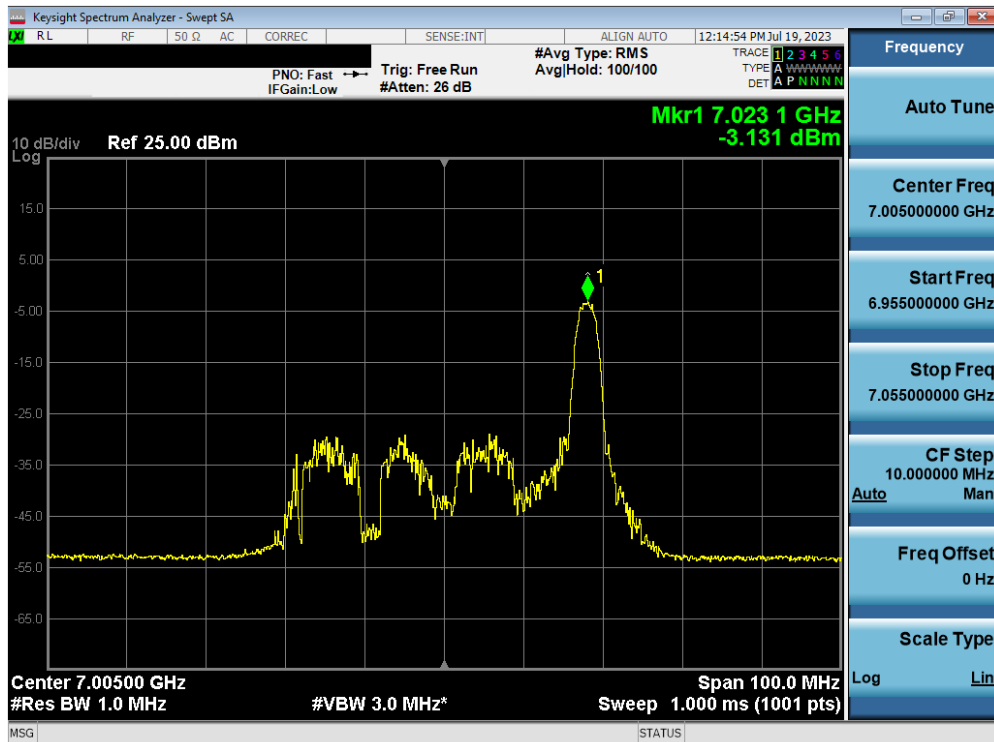 Keysight Spectrum Analyzer - Swept SA
LXI RL RF 50 Ω AC CORREC SENSE:INT ALIGN AUTO 12:14:54 PM Jul 19, 2023
PNO: Fast
IFGain:Low
Trig: Free Run
#Atten: 26 dB
#Avg Type: RMS
Avg|Hold: 100/100
TRACE 1 2 3 4 5 6
TYPE A W W W W W
DET A P N N N N
Mkr1 7.023 1 GHz
-3.131 dBm
10 dB/div Ref 25.00 dBm
Log
15.0
5.00
-5.00
-15.0
-25.0
-35.0
-45.0
-55.0
-65.0
1
Center 7.00500 GHz Span 100.0 MHz
#Res BW 1.0 MHz #VBW 3.0 MHz* Sweep 1.000 ms (1001 pts)
MSG STATUS
Frequency
Auto Tune
Center Freq
7.005000000 GHz
Start Freq
6.955000000 GHz
Stop Freq
7.055000000 GHz
CF Step
10.000000 MHz
Auto Man
Freq Offset
0 Hz
Scale Type
Log Lin